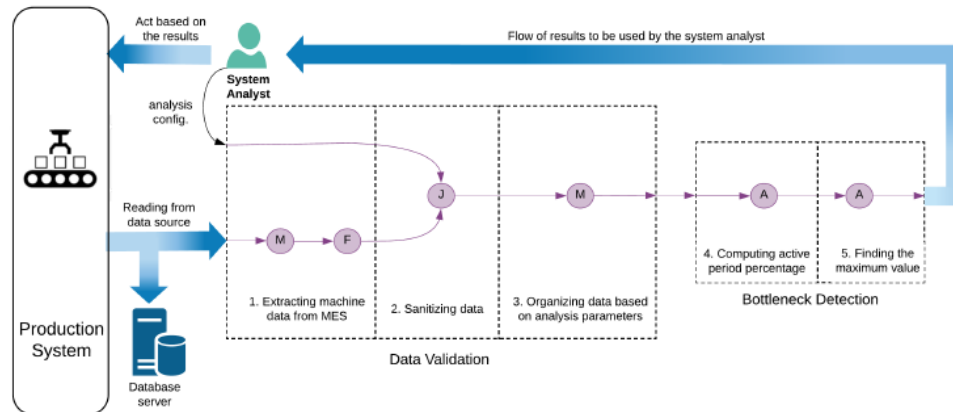 Act based on
the results
Flow of results to be used by the system analyst
System
Analyst
analysis
config.
Reading from
data source
J
M
A
A
M
F
1. Extracting machine
data from MES
2. Sanitizing data
3. Organizing data based
on analysis parameters
4. Computing active
period percentage
5. Finding the
maximum value
Bottleneck Detection
Data Validation
Production
System
Database
server